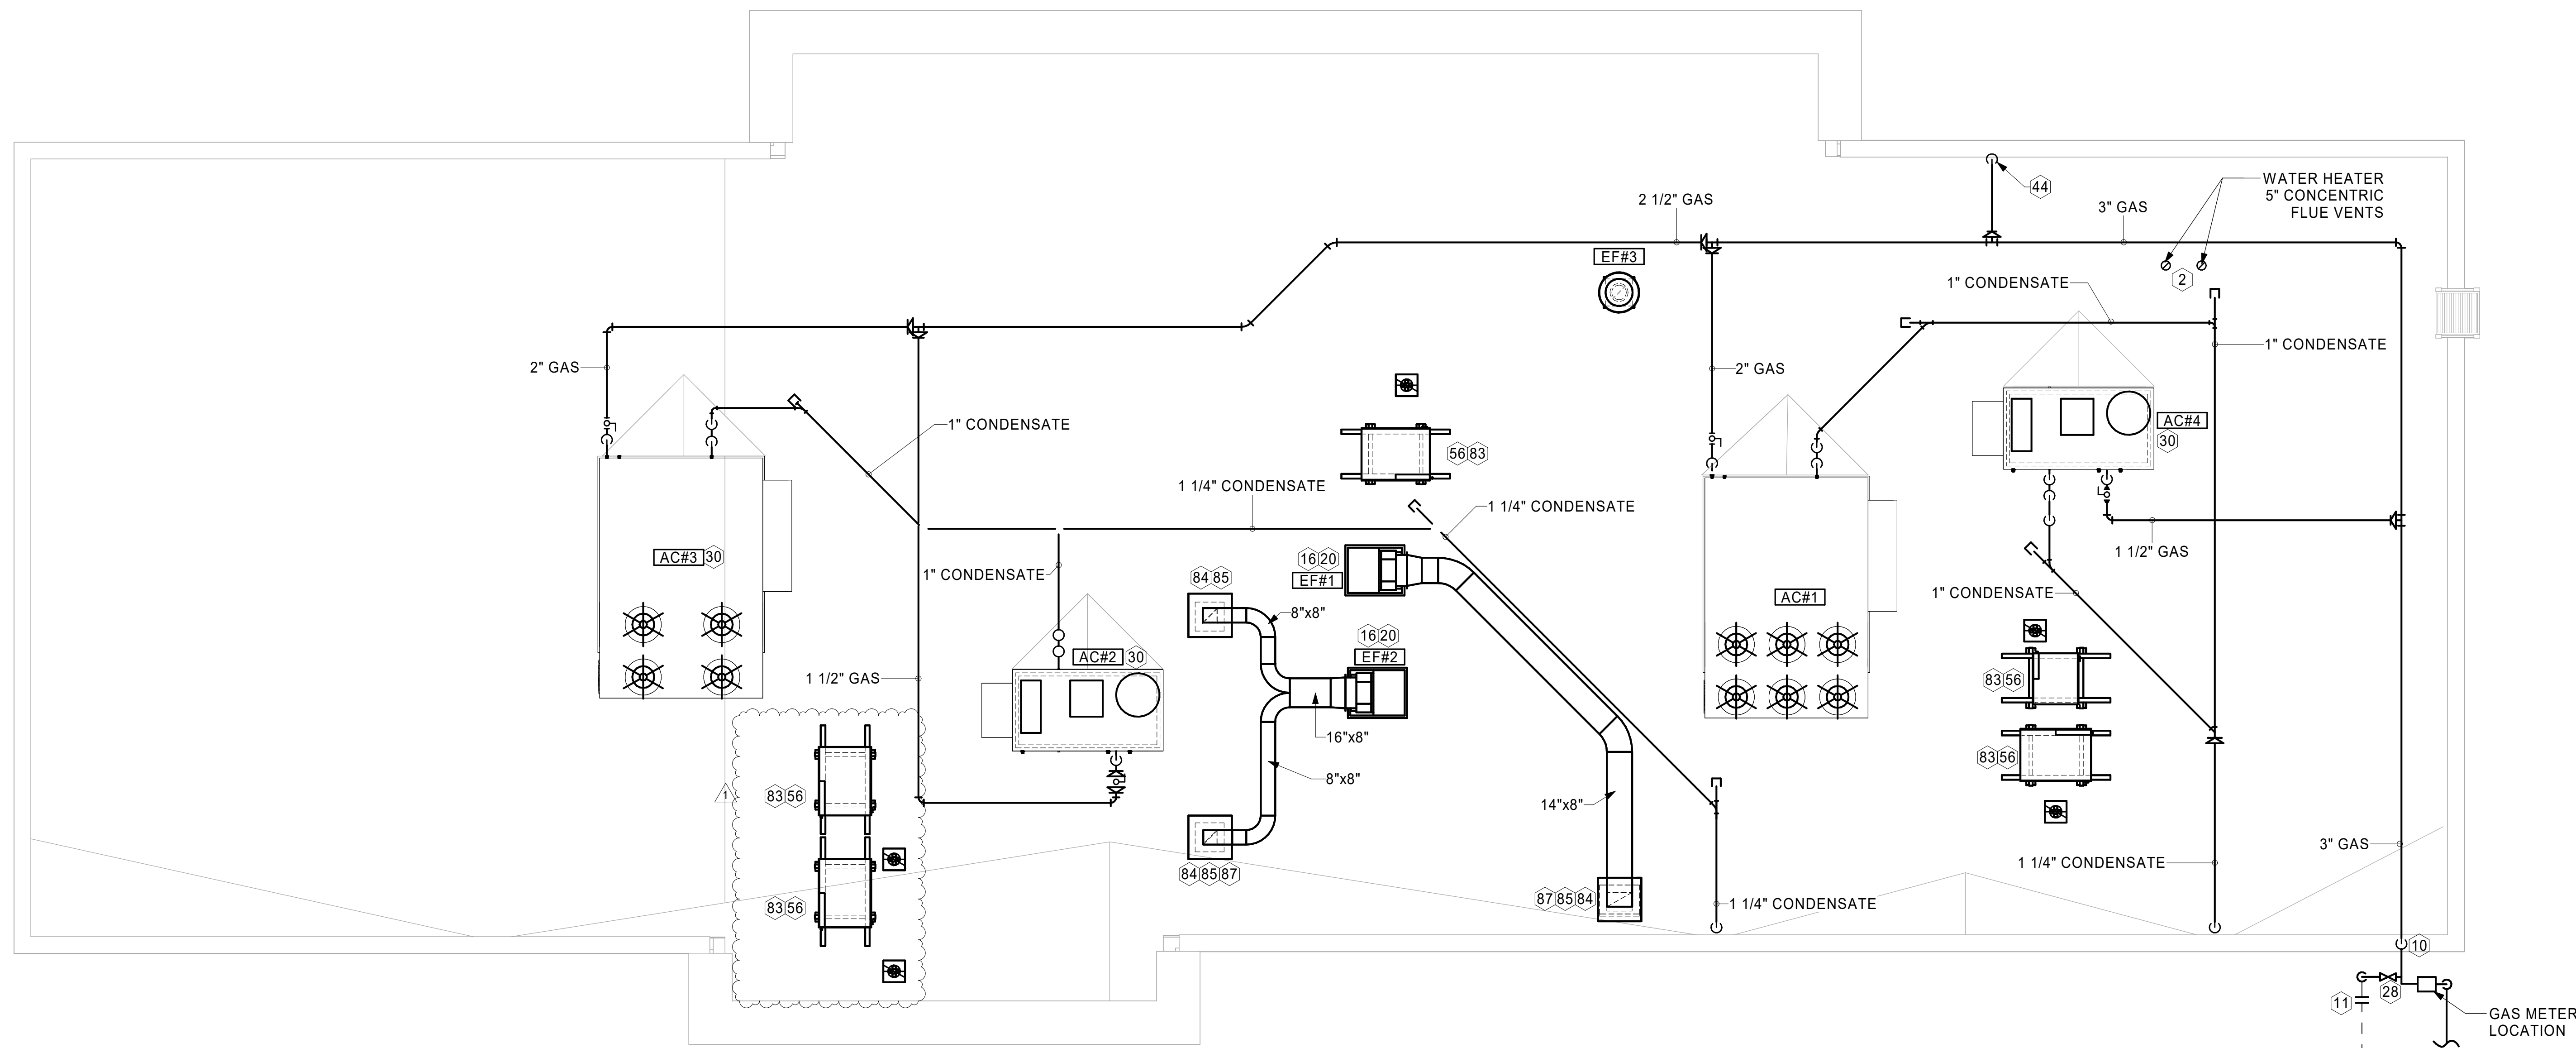 44
WATER HEATER
5" CONCENTRIC
FLUE VENTS
2 1/2" GAS
3" GAS
EF#3
2
1" CONDENSATE
1" CONDENSATE
2" GAS
2" GAS
1" CONDENSATE
AC#4
30
56 83
1 1/4" CONDENSATE
1 1/4" CONDENSATE
AC#3 30
16 20
EF#1
1 1/2" GAS
1" CONDENSATE
84 85
1" CONDENSATE
AC#1
8"x8"
16 20
EF#2
AC#2 30
1 1/2" GAS
83 56
16"x8"
83 56
8"x8"
1
83 56
14"x8"
3" GAS
1 1/4" CONDENSATE
84 85 87
87 85 84
1 1/4" CONDENSATE
83 56
10
28
11
GAS METER
LOCATION